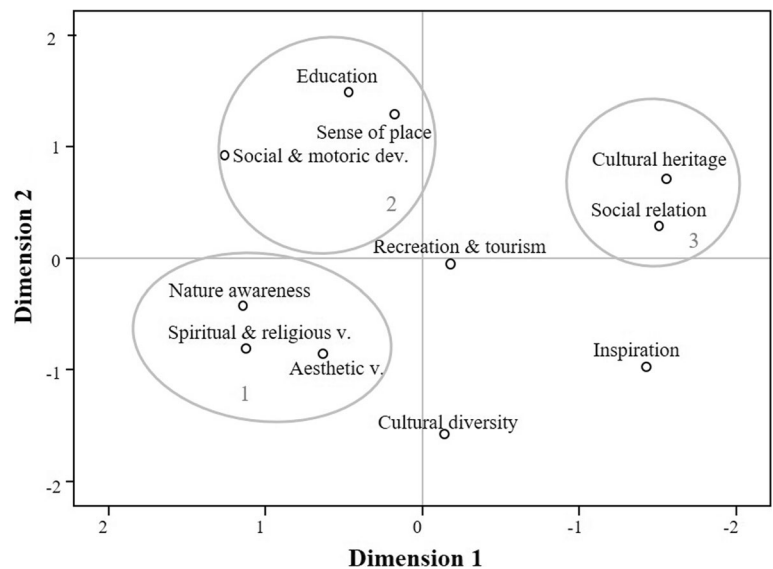 2
Education
Sense of place
1
Social & motoric dev.
Cultural heritage
2
Social relation
3
Recreation & tourism
0
Nature awareness
Spiritual & religious v.
Inspiration
Aesthetic v.
-1
1
Cultural diversity
-2
2
1
0
-1
-2
Dimension 1
Dimension 2